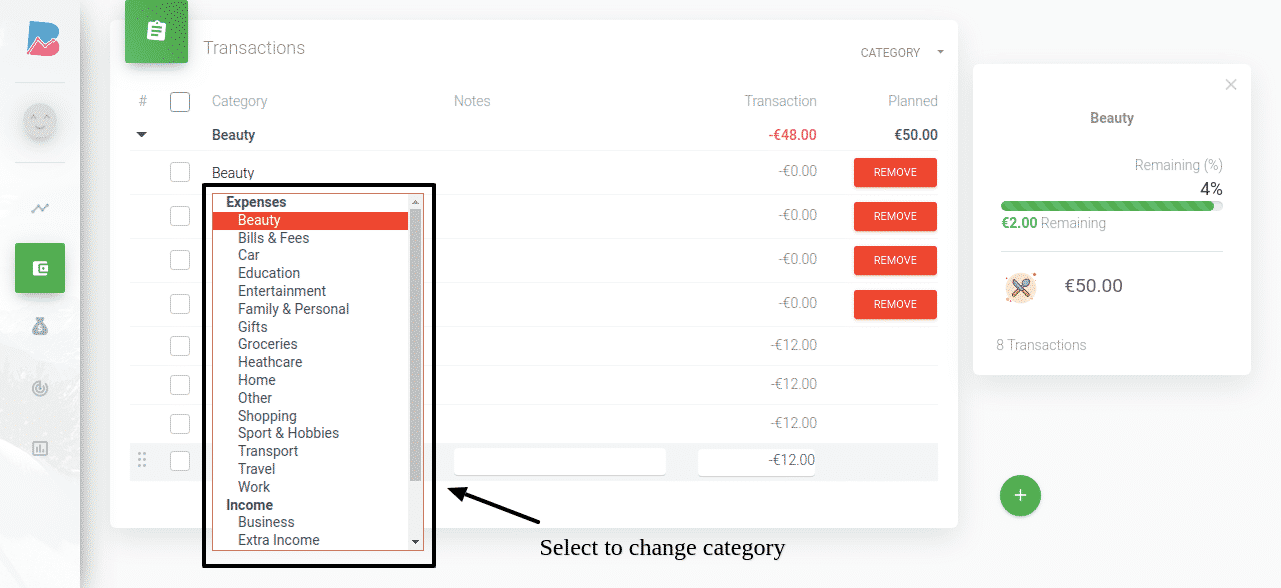 Transactions
CATEGORY
# Category Notes Transaction Planned
Beauty -€48.00 €50.00
Beauty -€0.00 REMOVE
-€0.00 REMOVE
-€0.00 REMOVE
-€0.00 REMOVE
-€12.00
-€12.00
-€12.00
-€12.00
Expenses
Beauty
Bills & Fees
Car
Education
Entertainment
Family & Personal
Gifts
Groceries
Heathcare
Home
Other
Shopping
Sport & Hobbies
Transport
Travel
Work
Income
Business
Extra Income
Select to change category
×
Beauty
Remaining (%)
4%
€2.00 Remaining
€50.00
8 Transactions
+